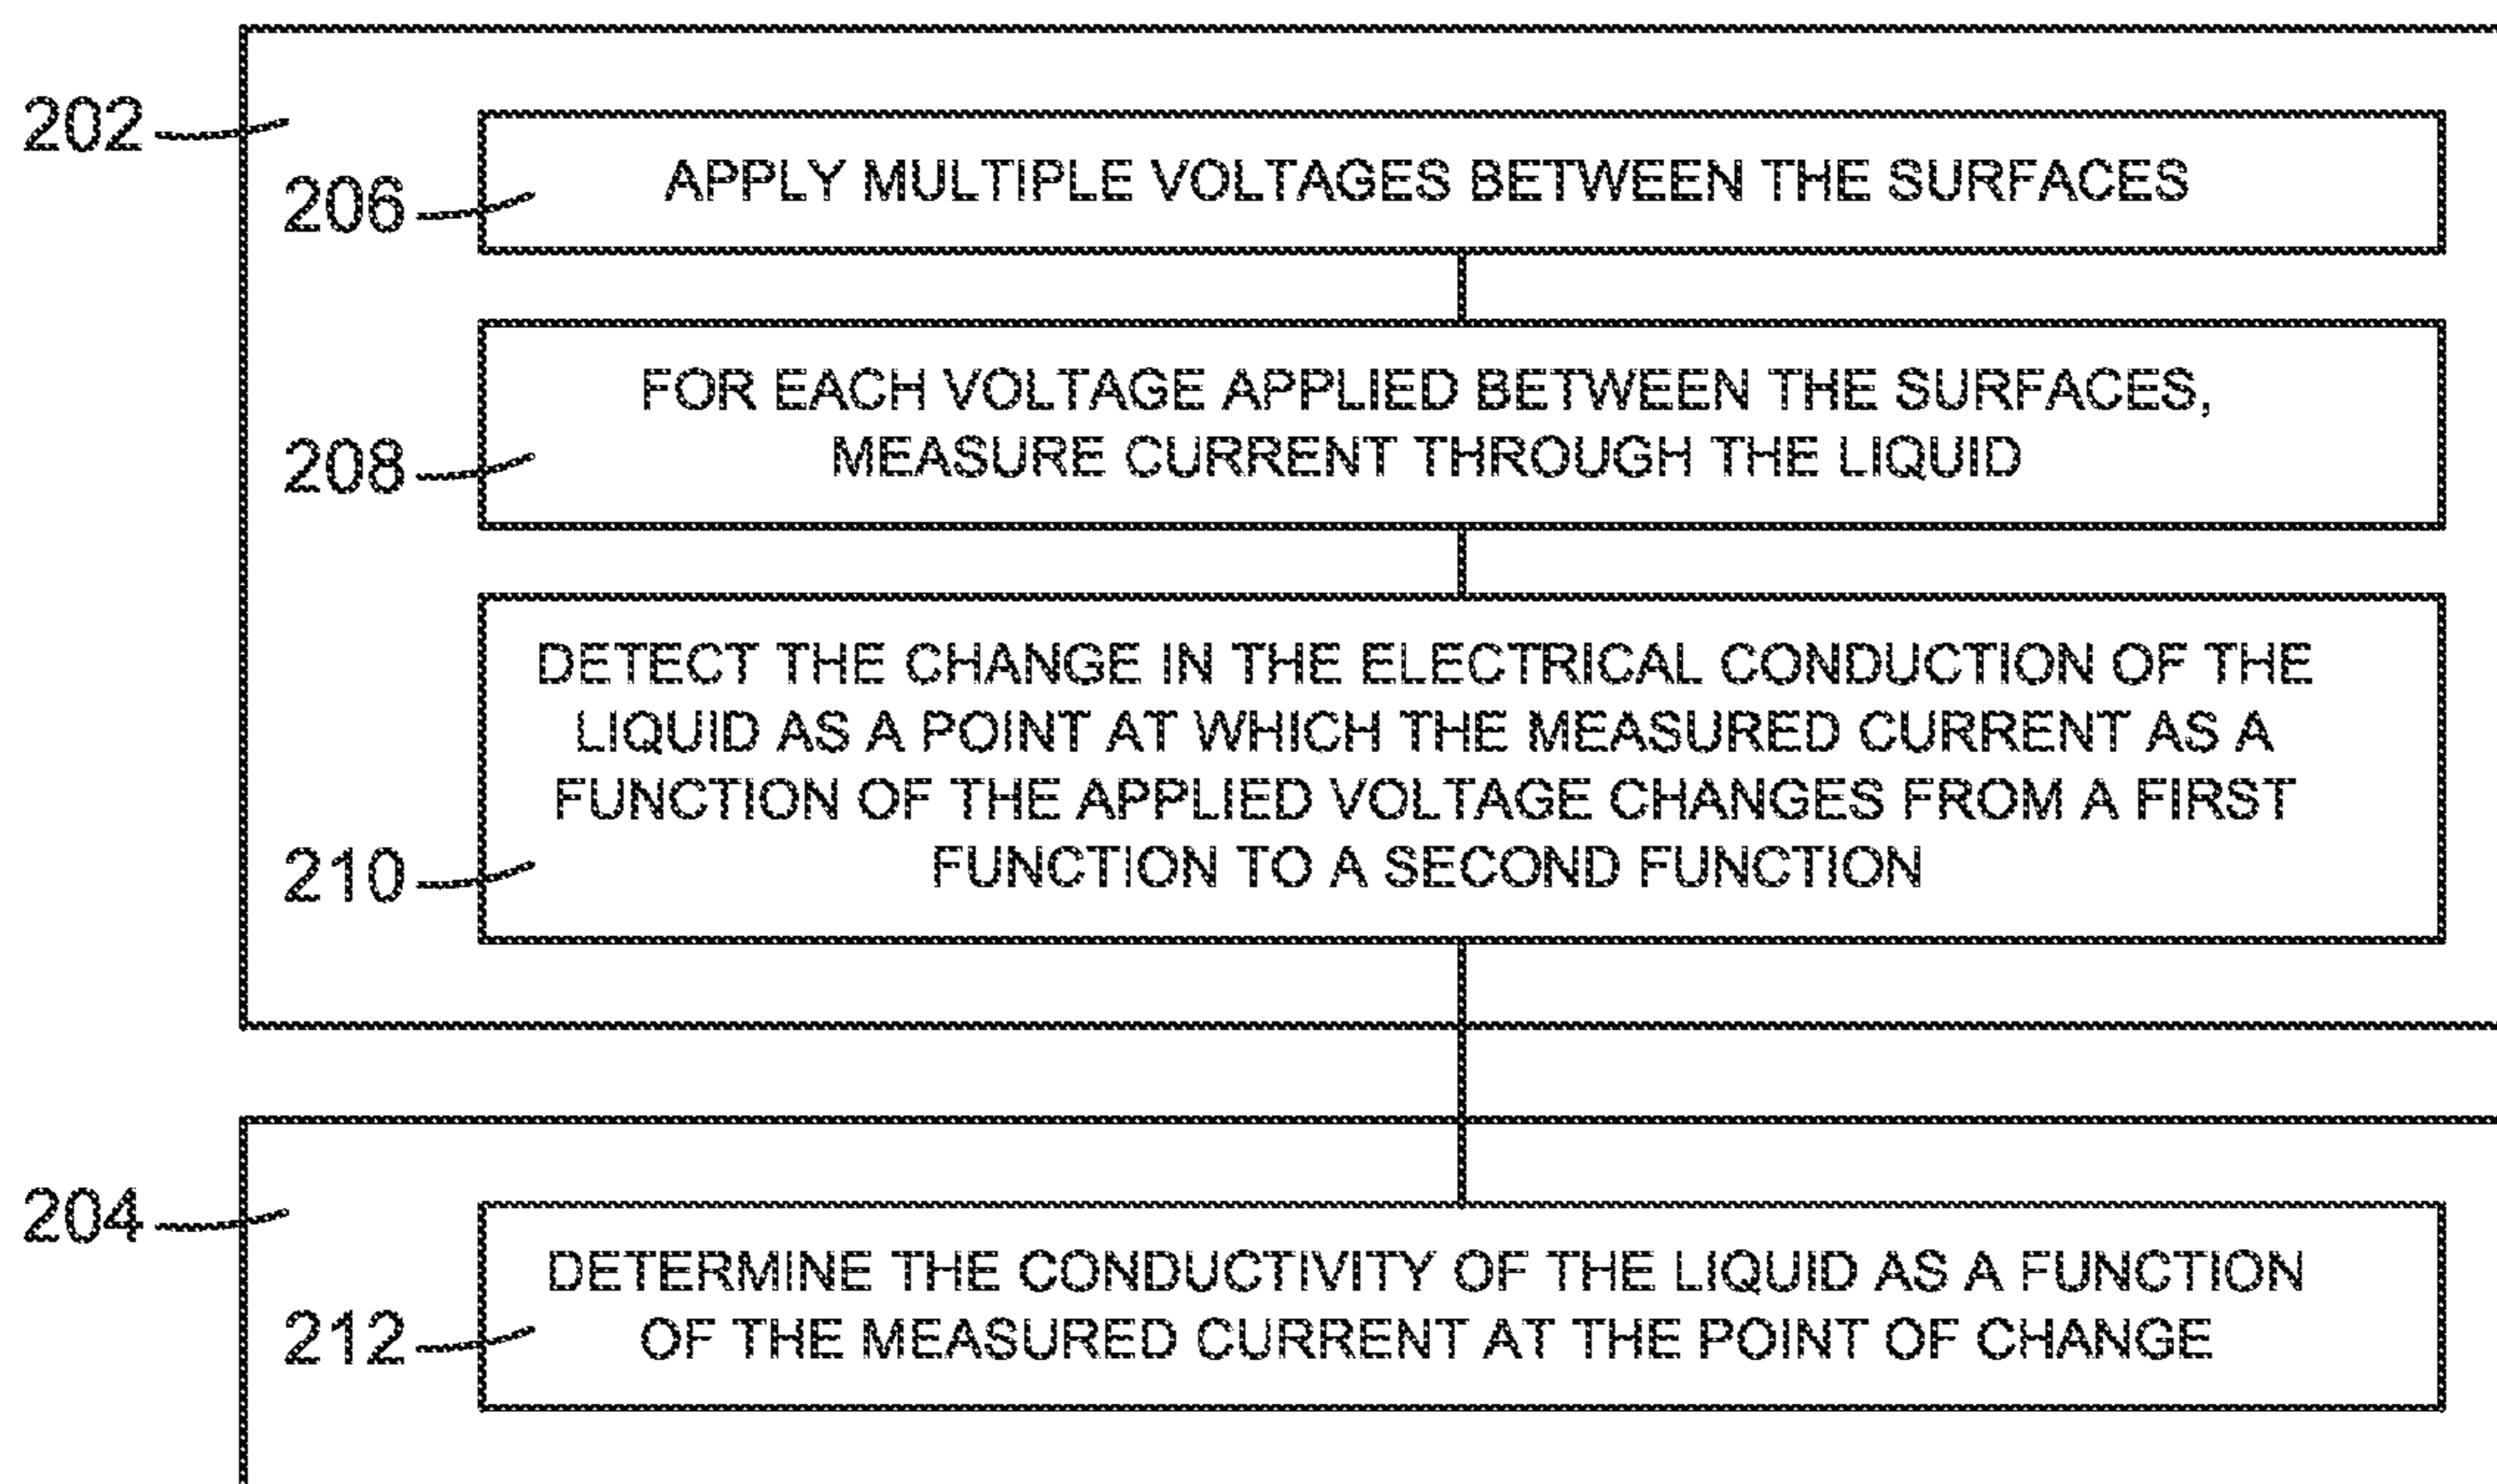 202
206
APPLY MULTIPLE VOLTAGES BETWEEN THE SURFACES
FOR EACH VOLTAGE APPLIED BETWEEN THE SURFACES,
MEASURE CURRENT THROUGH THE LIQUID
208
DETECT THE CHANGE IN THE ELECTRICAL CONDUCTION OF THE
LIQUID AS A POINT AT WHICH THE MEASURED CURRENT AS A
FUNCTION OF THE APPLIED VOLTAGE CHANGES FROM A FIRST
FUNCTION TO A SECOND FUNCTION
210
204
DETERMINE THE CONDUCTIVITY OF THE LIQUID AS A FUNCTION
OF THE MEASURED CURRENT AT THE POINT OF CHANGE
212